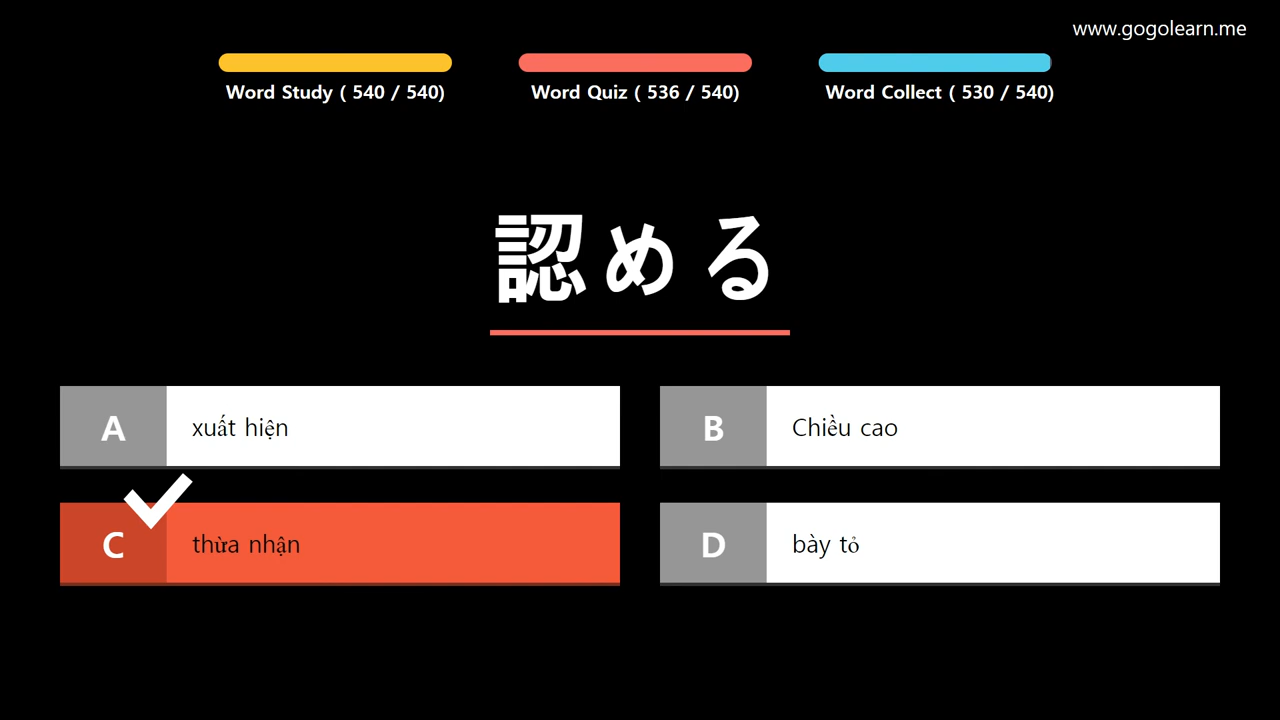 www.gogolearn.me
Word Study ( 540 / 540)
Word Quiz ( 536 / 540)
Word Collect ( 530 / 540)
認める
A
xuất hiện
B
Chiều cao
C
thừa nhận
D
bày tỏ